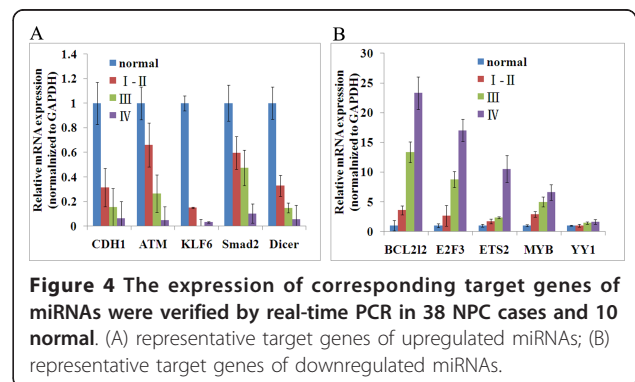 A
Relative mRNA expression
(norminized to GAPDH)
1.4
1.2
1
0.8
0.6
0.4
0.2
0
normal
Ⅰ-Ⅱ
Ⅲ
Ⅳ
CDH1 ATM KLF6 Smad2 Dicer
B
Relative mRNA expression
(norminized to GAPDH)
30
25
20
15
10
5
0
normal
Ⅰ-Ⅱ
Ⅲ
Ⅳ
BCL2l2 E2F3 ETS2 MYB YY1
Figure 4 The expression of corresponding target genes of
miRNAs were verified by real-time PCR in 38 NPC cases and 10
normal. (A) representative target genes of upregulated miRNAs; (B)
representative target genes of downregulated miRNAs.